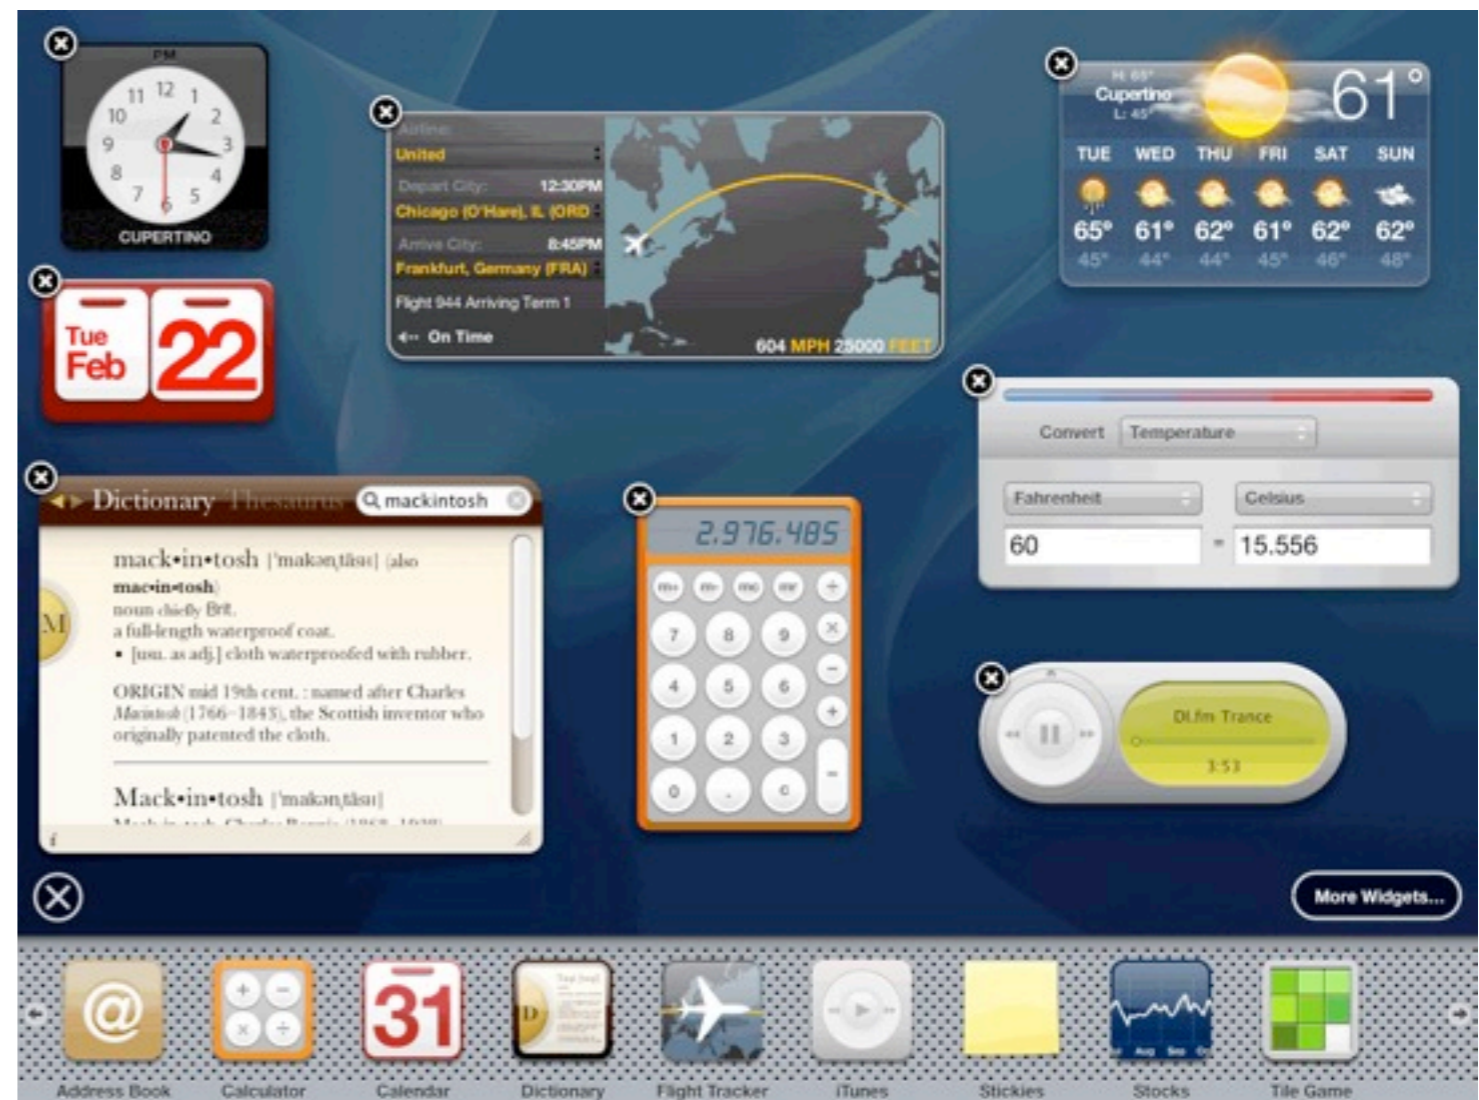 PM
11 12 1
10 2
9 3
8 4
7 6 5
CUPERTINO
Airline:
United
Depart City: 12:30PM
Chicago (O'Hare), IL (ORD
Arrive City: 8:45PM
Frankfurt, Germany (FRA)
Flight 944 Arriving Term 1
On Time
604 MPH 25000 FEET
H: 65°
Cupertino
L: 45°
61°
TUE WED THU FRI SAT SUN
65° 61° 62° 61° 62° 62°
45° 44° 44° 45° 46° 48°
Tue
Feb
22
Convert Temperature
Fahrenheit Celsius
60 = 15.556
Dictionary Thesaurus mackintosh
mack•in•tosh (also
mac•in•tosh)
noun chiefly Brit.
a full-length waterproof coat.
• [usu. as adj.] cloth waterproofed with rubber.
ORIGIN mid 19th cent. : named after Charles
Macintosh (1766–1843), the Scottish inventor who
originally patented the cloth.
Mack•in•tosh
M
2.976.485
m+ m- mc mr ÷
7 8 9 ×
4 5 6 −
1 2 3 +
0 . c =
DI.fm Trance
3:53
More Widgets...
@
+ −
× ÷
31
D
Aug Sep
Address Book Calculator Calendar Dictionary Flight Tracker iTunes Stickies Stocks Tile Game